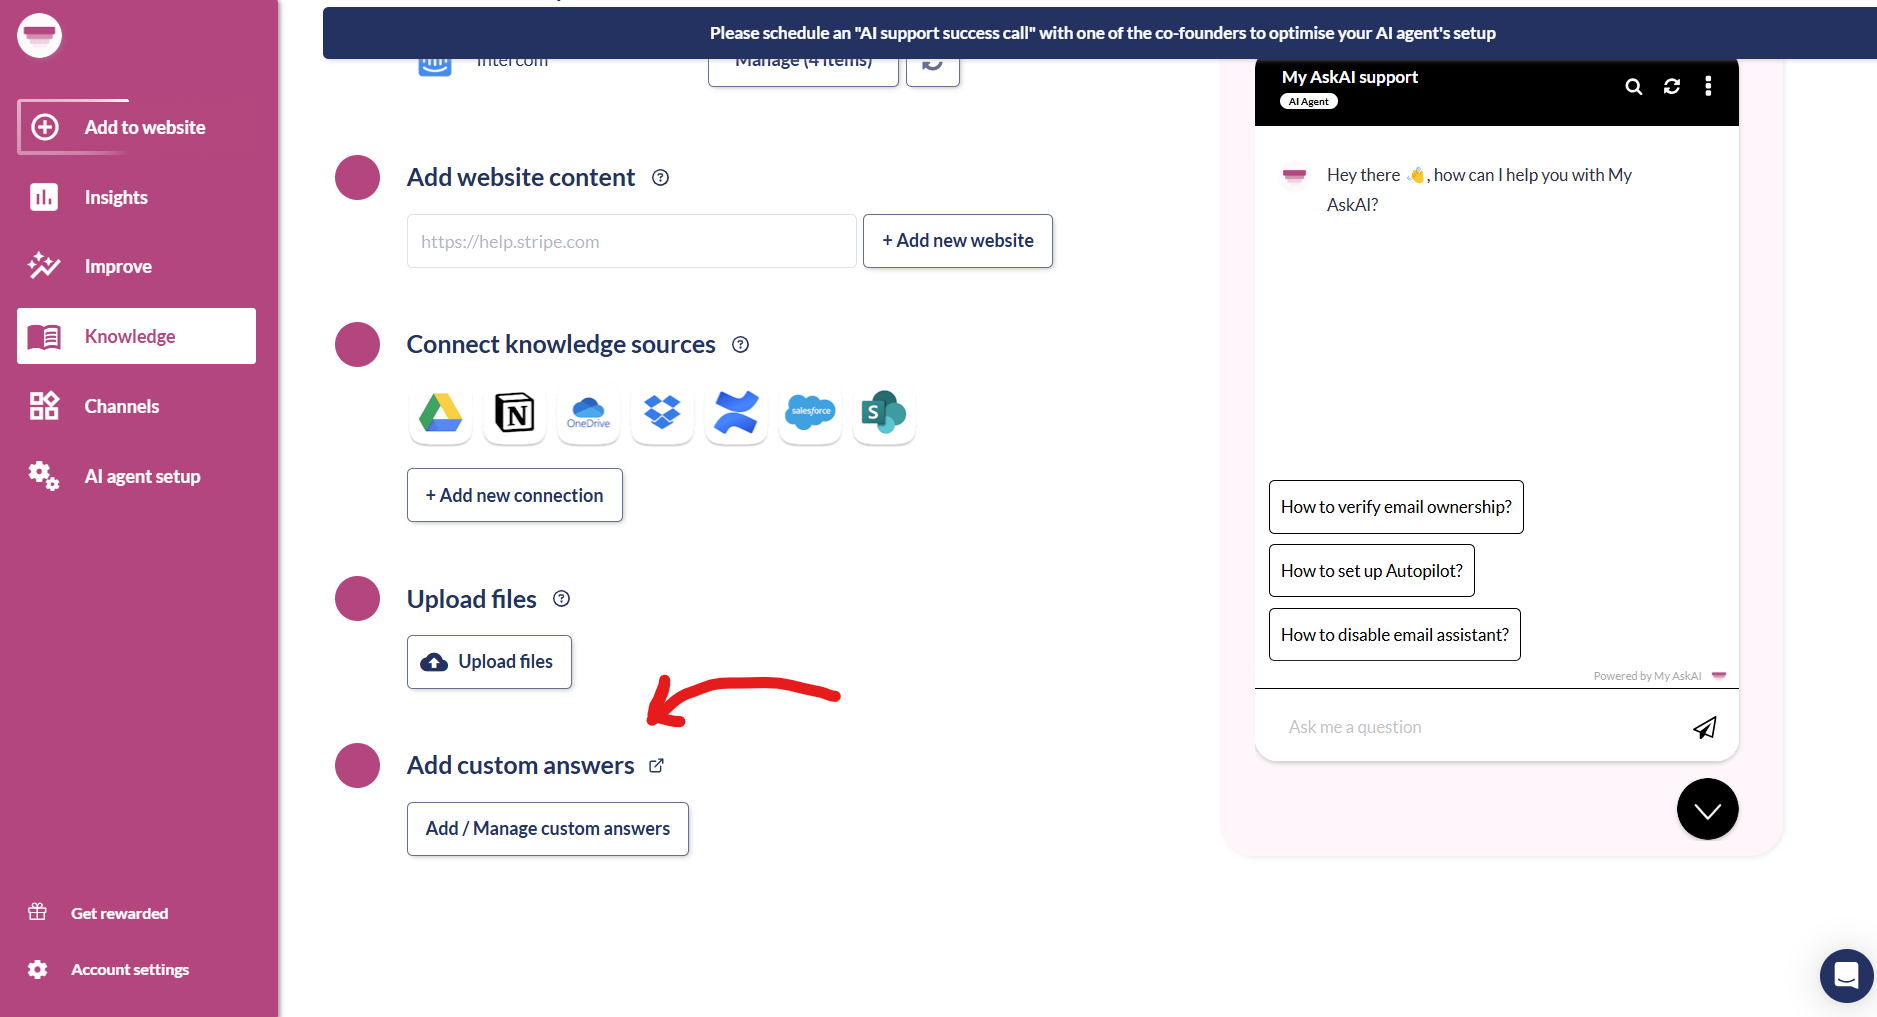 Please schedule an "AI support success call" with one of the co-founders to optimise your AI agent's setup
Add to website
Insights
Improve
Knowledge
Channels
AI agent setup
Get rewarded
Account settings
Intercom
Manage (4 items)
Add website content
https://help.stripe.com
+ Add new website
Connect knowledge sources
N
OneDrive
salesforce
S
+ Add new connection
Upload files
Upload files
Add custom answers
Add / Manage custom answers
My AskAI support
AI Agent
Hey there 👋, how can I help you with My
AskAI?
How to verify email ownership?
How to set up Autopilot?
How to disable email assistant?
Powered by My AskAI
Ask me a question